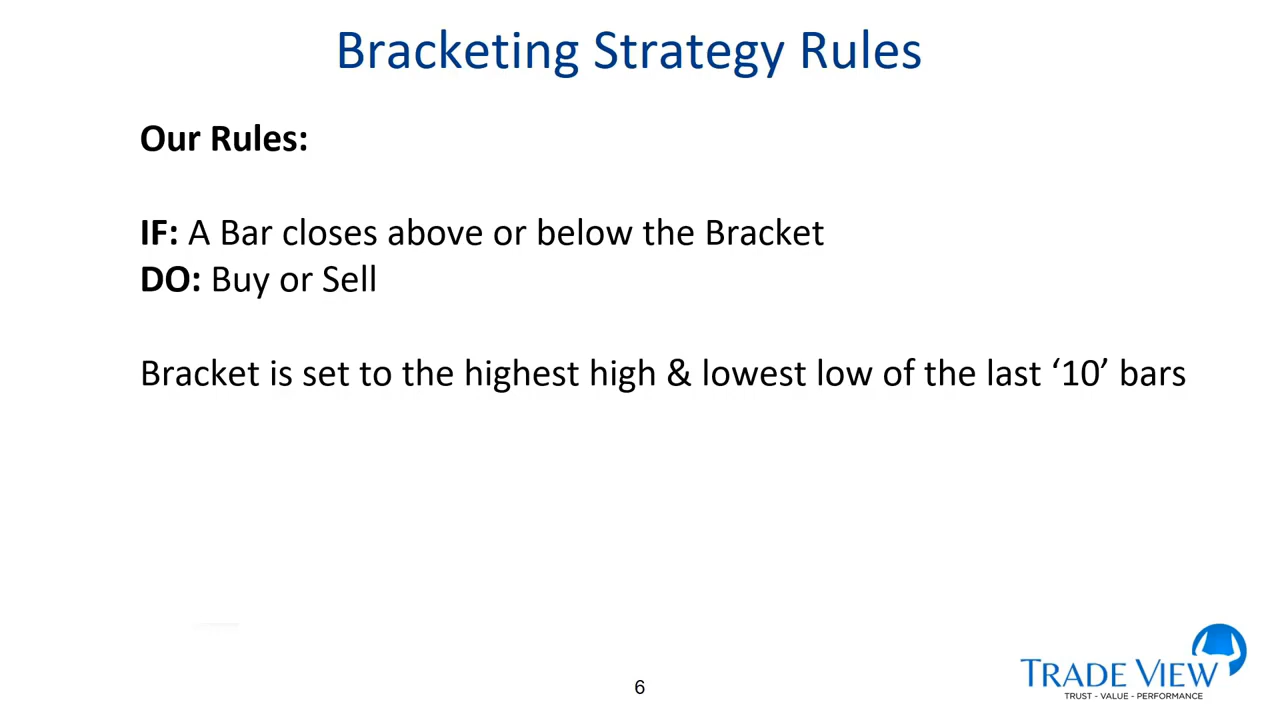 Bracketing Strategy Rules
Our Rules:
IF: A Bar closes above or below the Bracket
DO: Buy or Sell
Bracket is set to the highest high & lowest low of the last ‘10’ bars
6
TRADE VIEW
TRUST - VALUE - PERFORMANCE